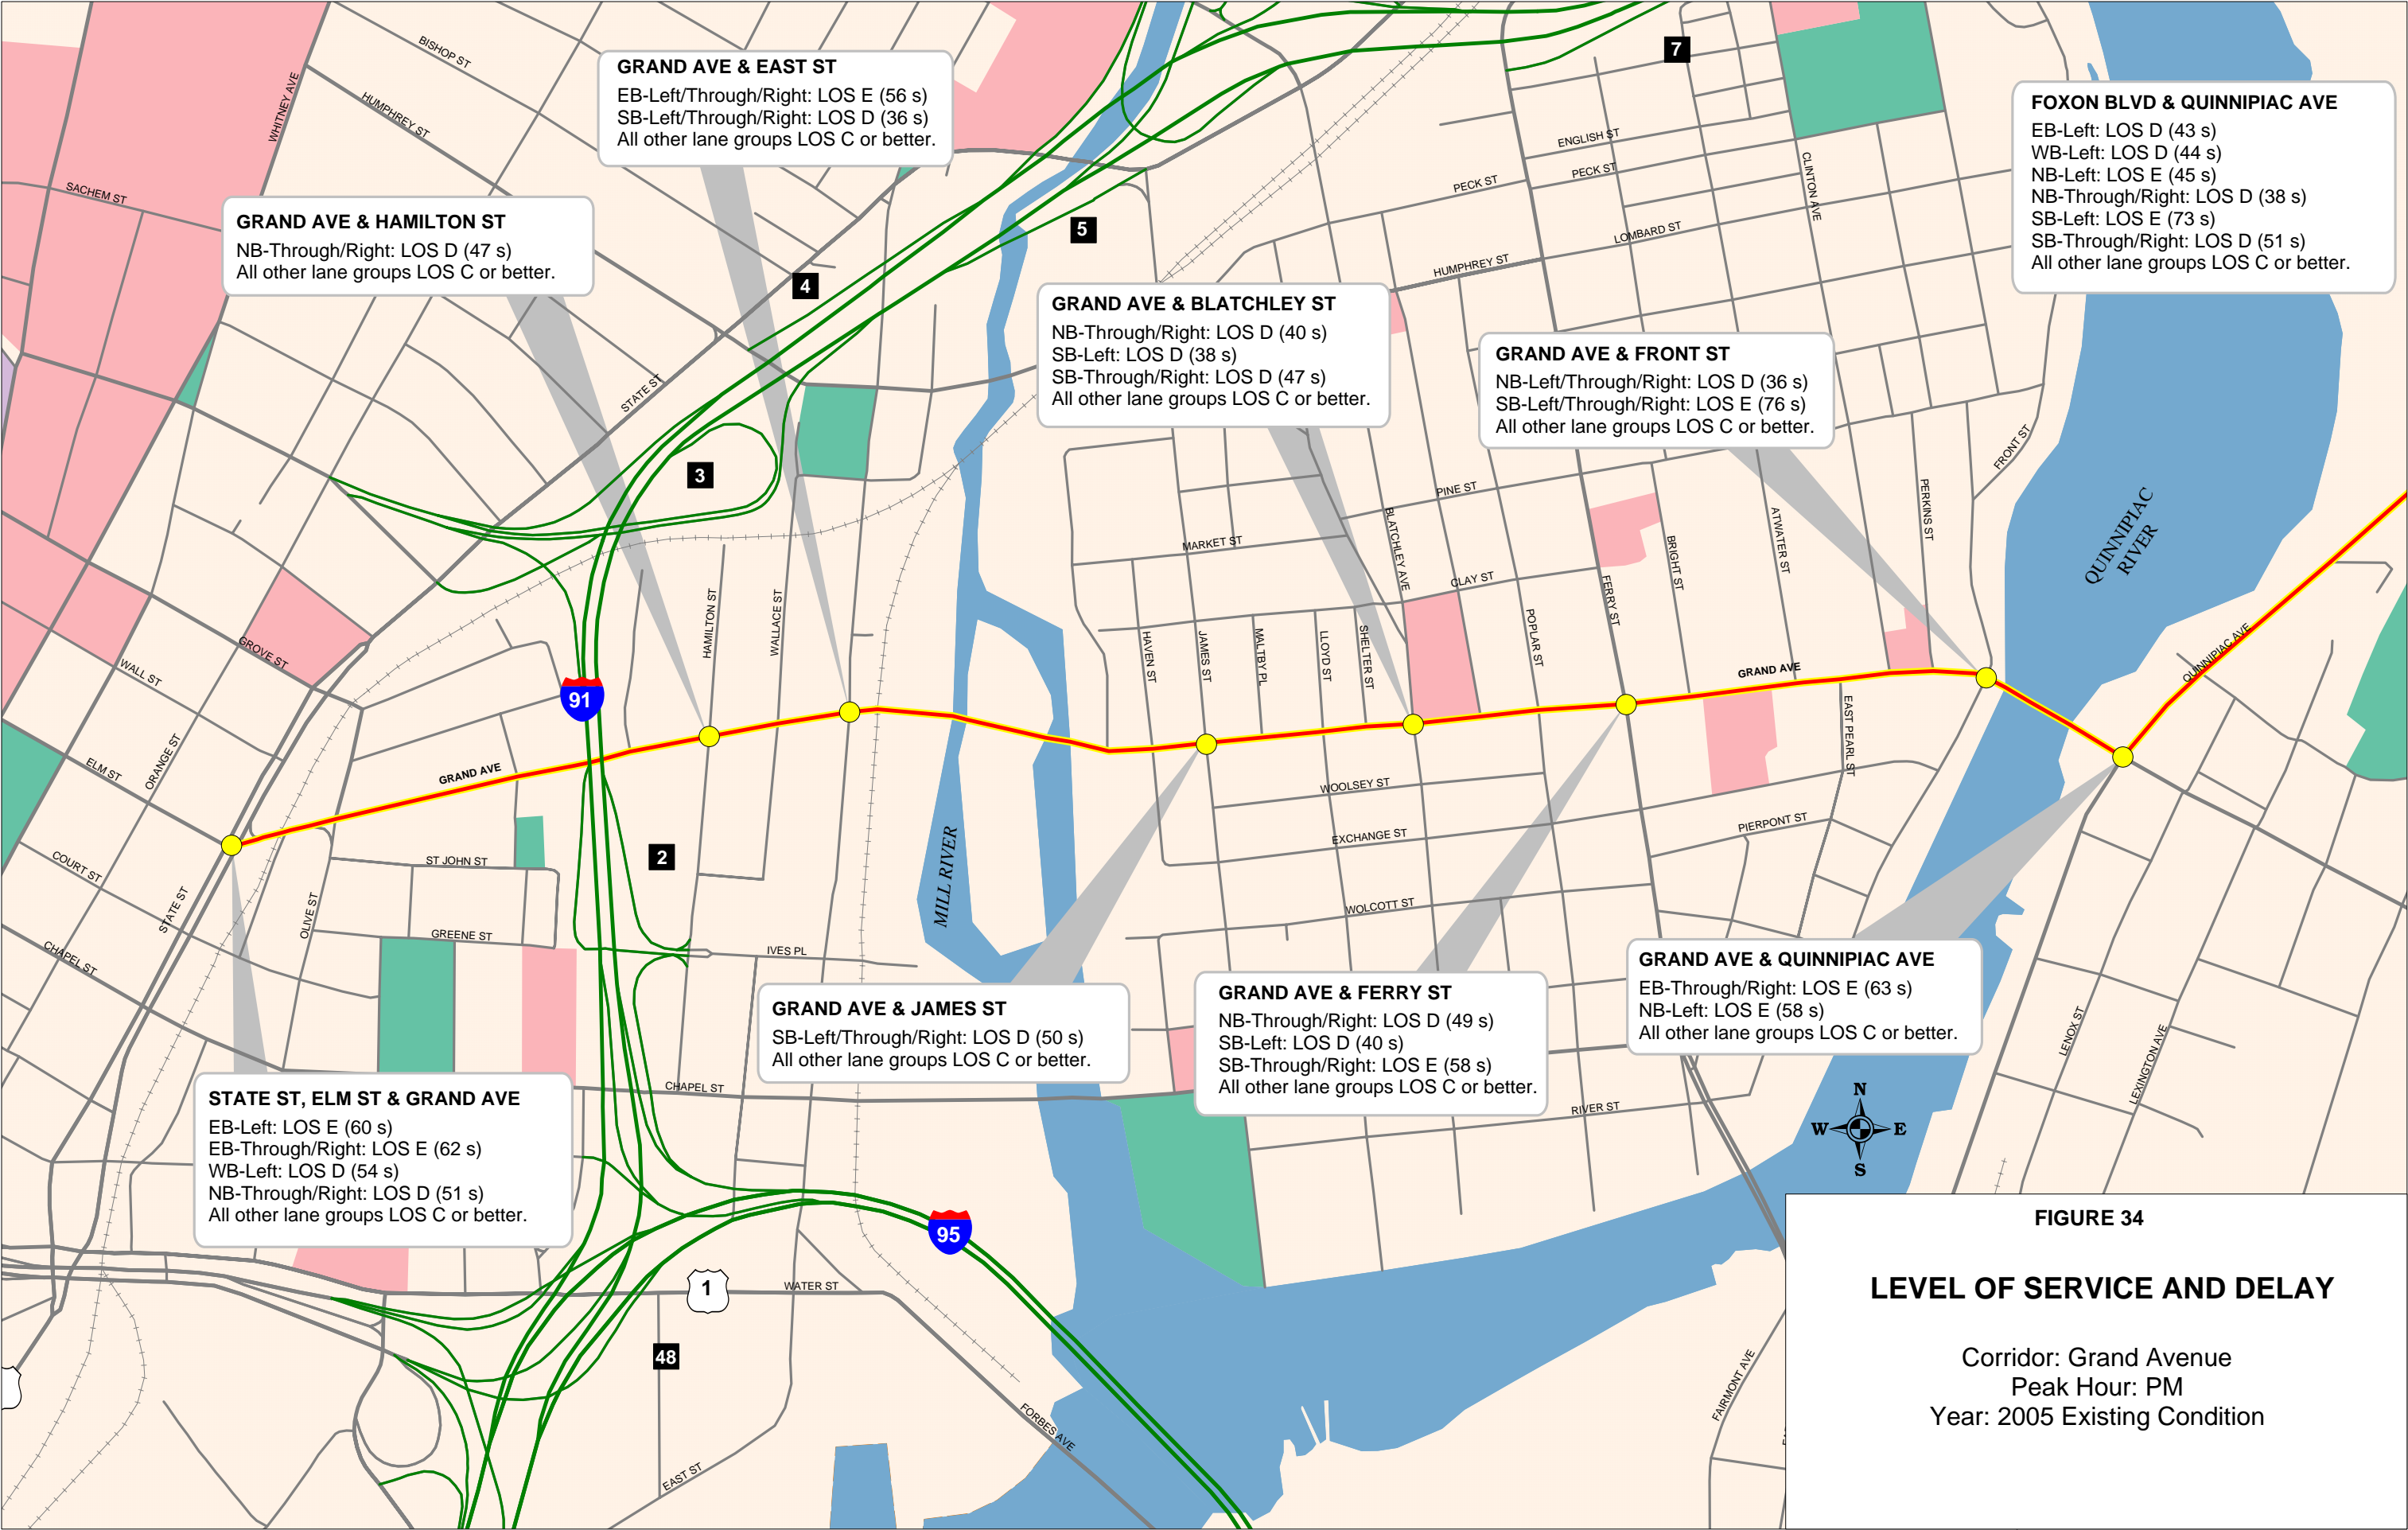 BISHOP ST
HUMPHREY ST
WHITNEY AVE
SACHEM ST
GRAND AVE & EAST ST
EB-Left/Through/Right: LOS E (56 s)
SB-Left/Through/Right: LOS D (36 s)
All other lane groups LOS C or better.
7
ENGLISH ST
PECK ST
PECK ST
CLINTON AVE
LOMBARD ST
HUMPHREY ST
FOXON BLVD & QUINNIPIAC AVE
EB-Left: LOS D (43 s)
WB-Left: LOS D (44 s)
NB-Left: LOS E (45 s)
NB-Through/Right: LOS D (38 s)
SB-Left: LOS E (73 s)
SB-Through/Right: LOS D (51 s)
All other lane groups LOS C or better.
GRAND AVE & HAMILTON ST
NB-Through/Right: LOS D (47 s)
All other lane groups LOS C or better.
5
4
3
STATE ST
GRAND AVE & BLATCHLEY ST
NB-Through/Right: LOS D (40 s)
SB-Left: LOS D (38 s)
SB-Through/Right: LOS D (47 s)
All other lane groups LOS C or better.
GRAND AVE & FRONT ST
NB-Left/Through/Right: LOS D (36 s)
SB-Left/Through/Right: LOS E (76 s)
All other lane groups LOS C or better.
FRONT ST
PINE ST
BLATCHLEY AVE
MARKET ST
CLAY ST
PERKINS ST
ATWATER ST
BRIGHT ST
FERRY ST
POPLAR ST
QUINNIPIAC
RIVER
HAMILTON ST
WALLACE ST
HAVEN ST
JAMES ST
MALTBY PL
LLOYD ST
SHELTER ST
GROVE ST
WALL ST
ORANGE ST
ELM ST
COURT ST
STATE ST
CHAPEL ST
91
GRAND AVE
GRAND AVE
QUINNIPIAC AVE
EAST PEARL ST
WOOLSEY ST
EXCHANGE ST
PIERPONT ST
WOLCOTT ST
MILL RIVER
2
ST JOHN ST
OLIVE ST
GREENE ST
IVES PL
GRAND AVE & JAMES ST
SB-Left/Through/Right: LOS D (50 s)
All other lane groups LOS C or better.
GRAND AVE & FERRY ST
NB-Through/Right: LOS D (49 s)
SB-Left: LOS D (40 s)
SB-Through/Right: LOS E (58 s)
All other lane groups LOS C or better.
GRAND AVE & QUINNIPIAC AVE
EB-Through/Right: LOS E (63 s)
NB-Left: LOS E (58 s)
All other lane groups LOS C or better.
LENOX ST
LEXINGTON AVE
STATE ST, ELM ST & GRAND AVE
EB-Left: LOS E (60 s)
EB-Through/Right: LOS E (62 s)
WB-Left: LOS D (54 s)
NB-Through/Right: LOS D (51 s)
All other lane groups LOS C or better.
CHAPEL ST
RIVER ST
N
W E
S
95
1
WATER ST
48
EAST ST
FORBES AVE
FAIRMONT AVE
FIGURE 34
LEVEL OF SERVICE AND DELAY
Corridor: Grand Avenue
Peak Hour: PM
Year: 2005 Existing Condition